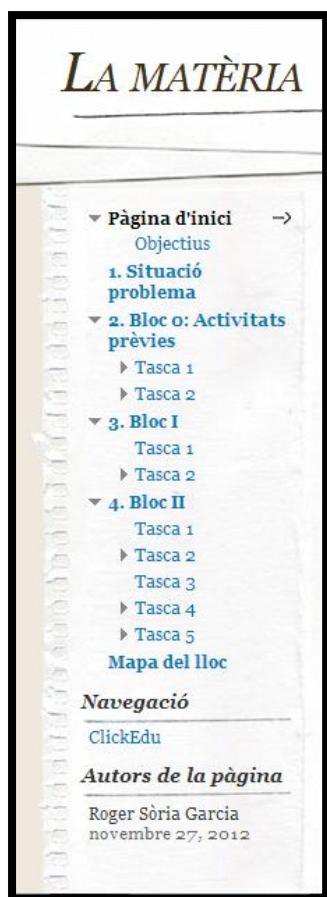 LA MATÈRIA
Pàgina d'inici
Objectius
1. Situació
problema
2. Bloc 0: Activitats
prèvies
Tasca 1
Tasca 2
3. Bloc I
Tasca 1
Tasca 2
4. Bloc II
Tasca 1
Tasca 2
Tasca 3
Tasca 4
Tasca 5
Mapa del lloc
Navegació
ClickEdu
Autors de la pàgina
Roger Sòria Garcia
novembre 27, 2012